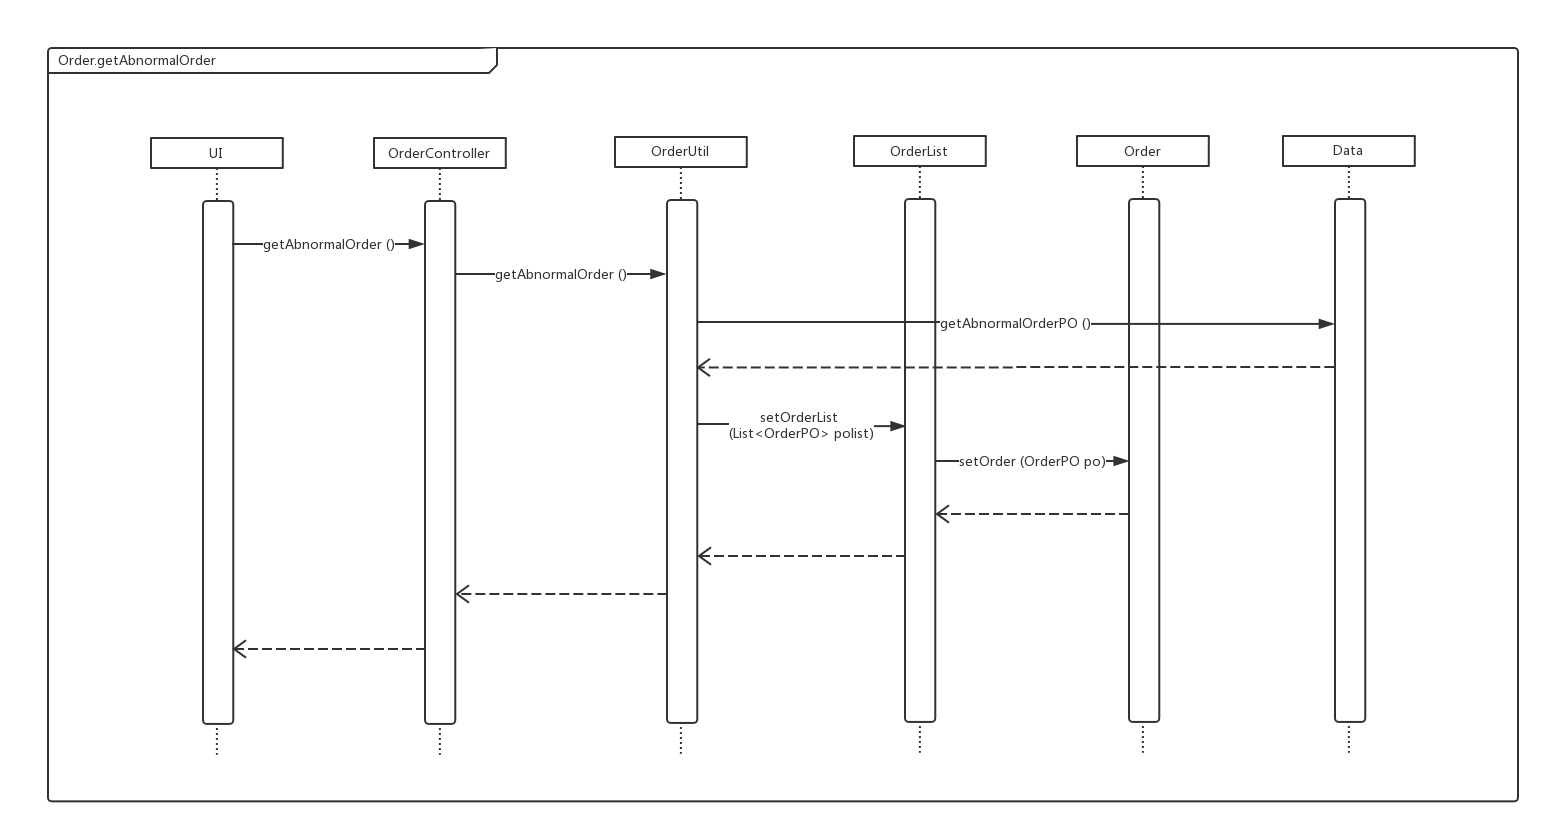 Order.getAbnormalOrder
UI
OrderController
OrderUtil
OrderList
Order
Data
getAbnormalOrder ()
getAbnormalOrder ()
getAbnormalOrderPO ()
setOrderList
(List<OrderPO> polist)
setOrder (OrderPO po)